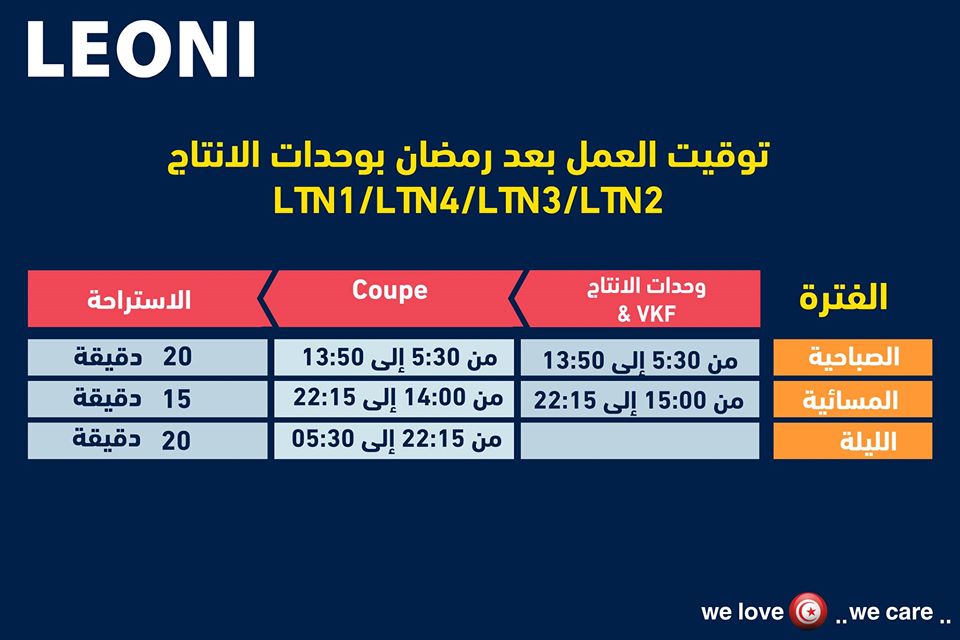 LEONI
توقيت العمل بعد رمضان بوحدات الانتاج
LTN1/LTN4/LTN3/LTN2
الفترة
وحدات الانتاج
& VKF
Coupe
الاستراحة
الصباحية
من 5:30 إلى 13:50
من 5:30 إلى 13:50
20 دقيقة
المسائية
من 15:00 إلى 22:15
من 14:00 إلى 22:15
15 دقيقة
الليلة
من 22:15 إلى 05:30
20 دقيقة
we love ..we care ..